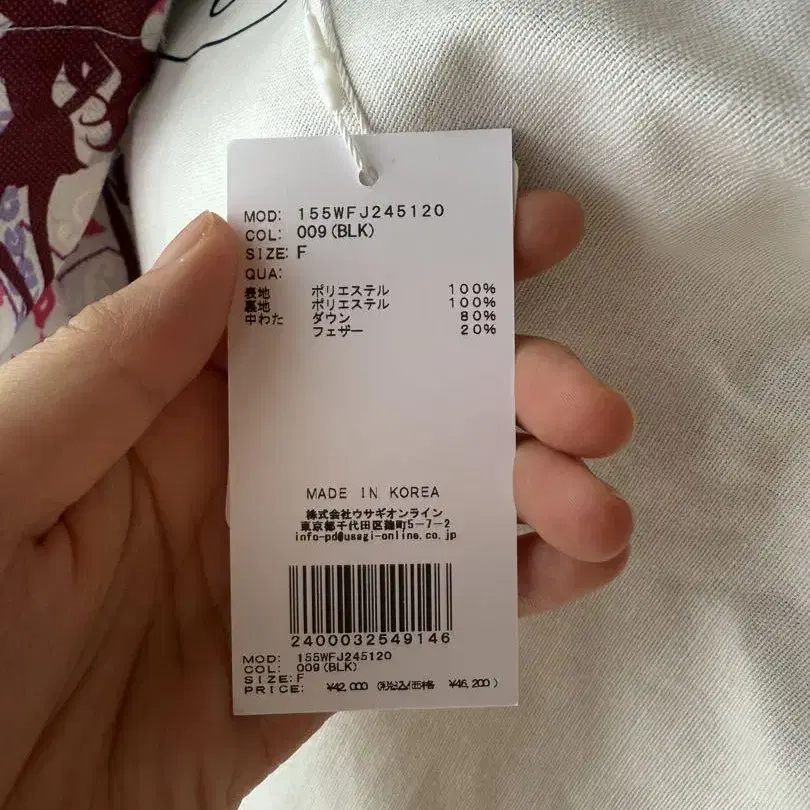 MOD: 155WFJ245120
COL: 009(BLK)
SIZE: F
QUA:
表地 ポリエステル 100%
裏地 ポリエステル 100%
中わた ダウン 80%
フェザー 20%
MADE IN KOREA
株式会社ウサギオンライン
東京都千代田区麹町5-7-2
info-pd@usagi-online.co.jp
2400032549146
MOD: 155WFJ245120
COL: 009(BLK)
SIZE:F
PRICE: ¥42,000 (税込価格 ¥46,200)